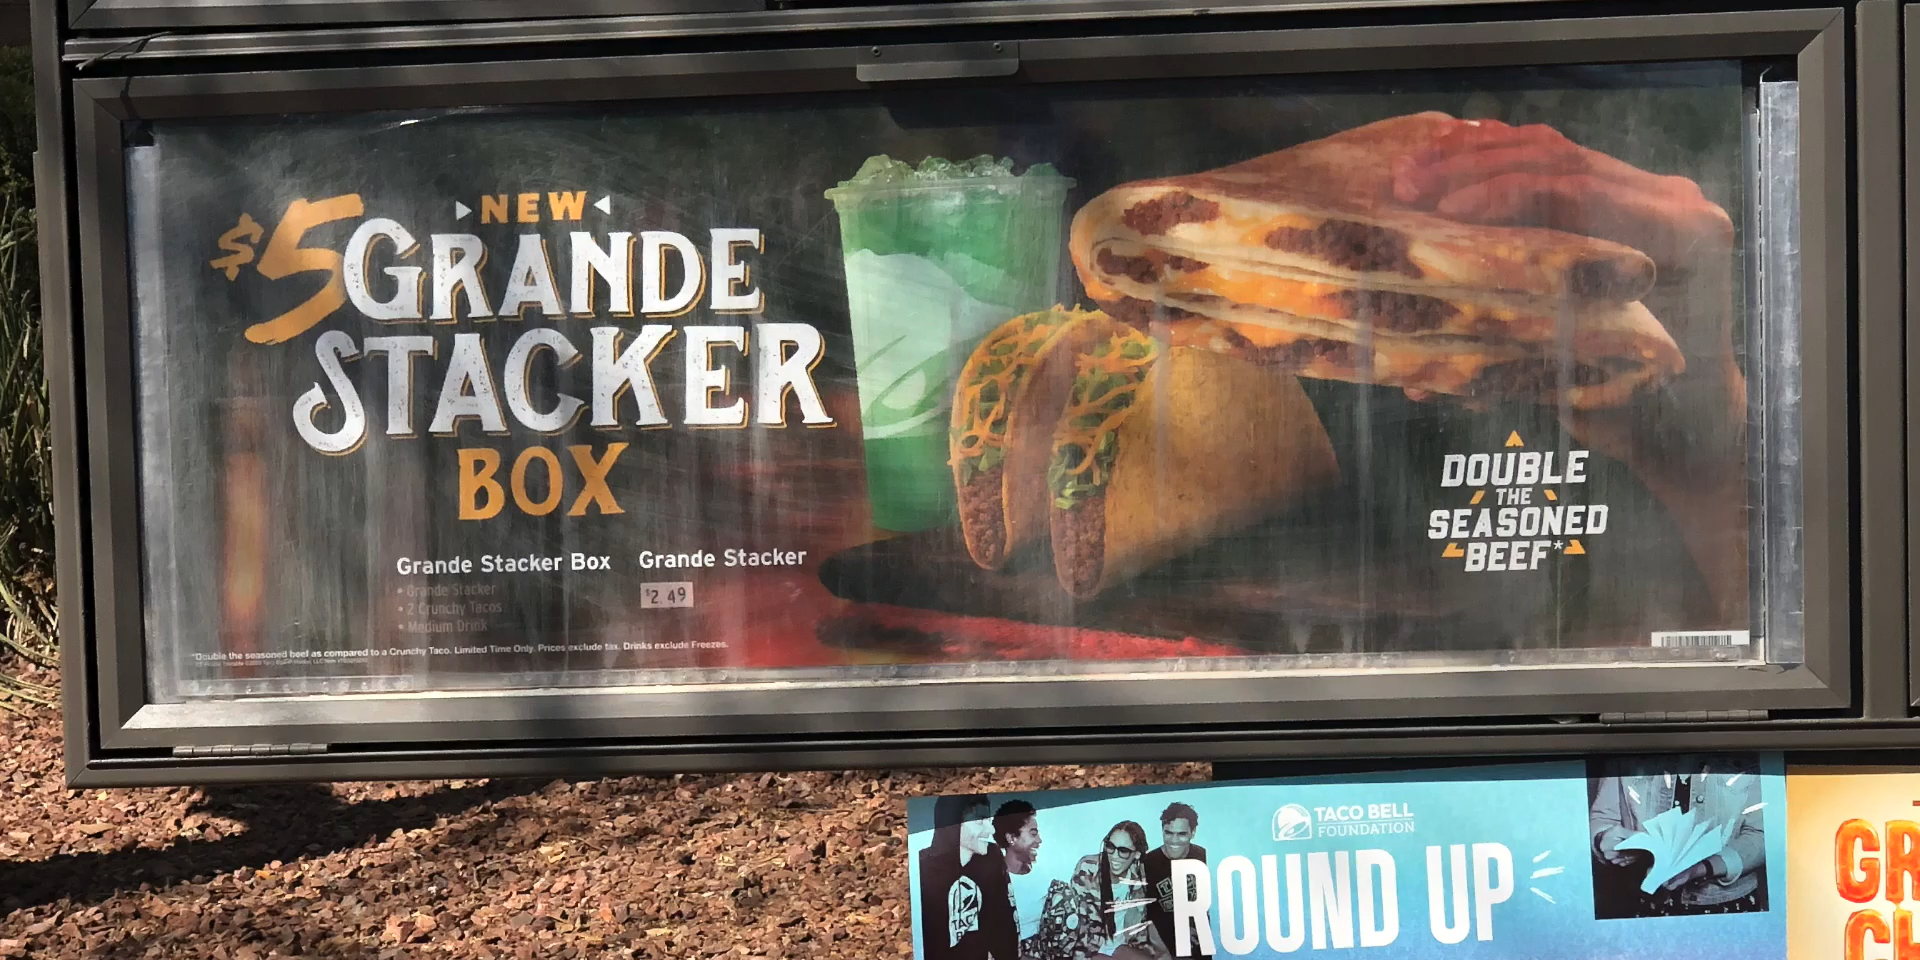 NEW
$5 GRANDE
STACKER
BOX
Grande Stacker Box
• Grande Stacker
• 2 Crunchy Tacos
• Medium Drink
Grande Stacker
$2.49
*Double the seasoned beef as compared to a Crunchy Taco. Limited Time Only. Prices exclude tax. Drinks exclude Freezes.
DOUBLE
THE
SEASONED
BEEF*
TACO BELL
FOUNDATION
ROUND UP
GR
CH